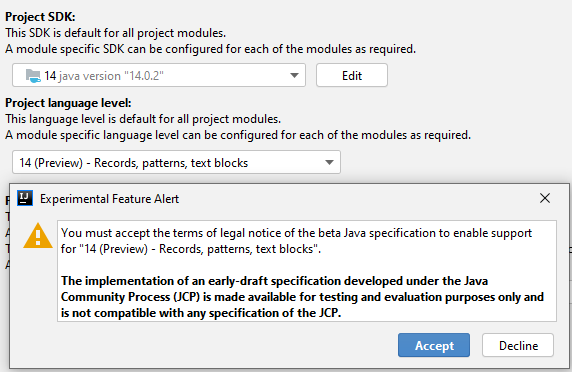 Project SDK:
This SDK is default for all project modules.
A module specific SDK can be configured for each of the modules as required.
14 java version "14.0.2"
Edit
Project language level:
This language level is default for all project modules.
A module specific language level can be configured for each of the modules as required.
14 (Preview) - Records, patterns, text blocks
IJ Experimental Feature Alert
You must accept the terms of legal notice of the beta Java specification to enable support
for "14 (Preview) - Records, patterns, text blocks".
The implementation of an early-draft specification developed under the Java
Community Process (JCP) is made available for testing and evaluation purposes only and
is not compatible with any specification of the JCP.
Accept
Decline